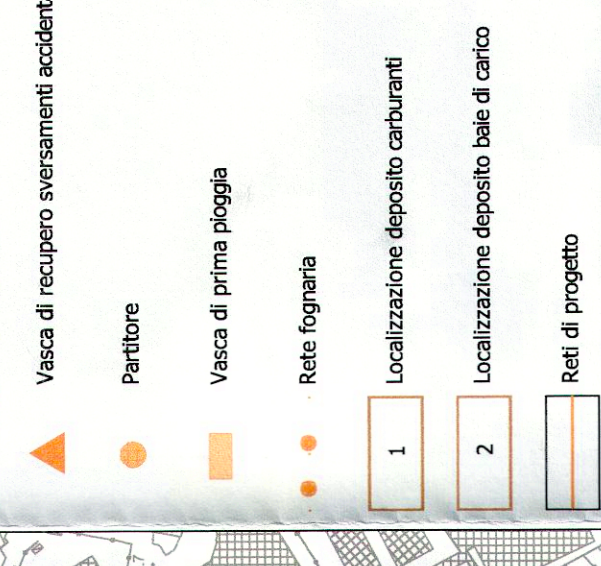 Vasca di recupero sversamenti accident
Partitore
Vasca di prima pioggia
Rete fognaria
1 Localizzazione deposito carburanti
2 Localizzazione deposito baie di carico
Reti di progetto